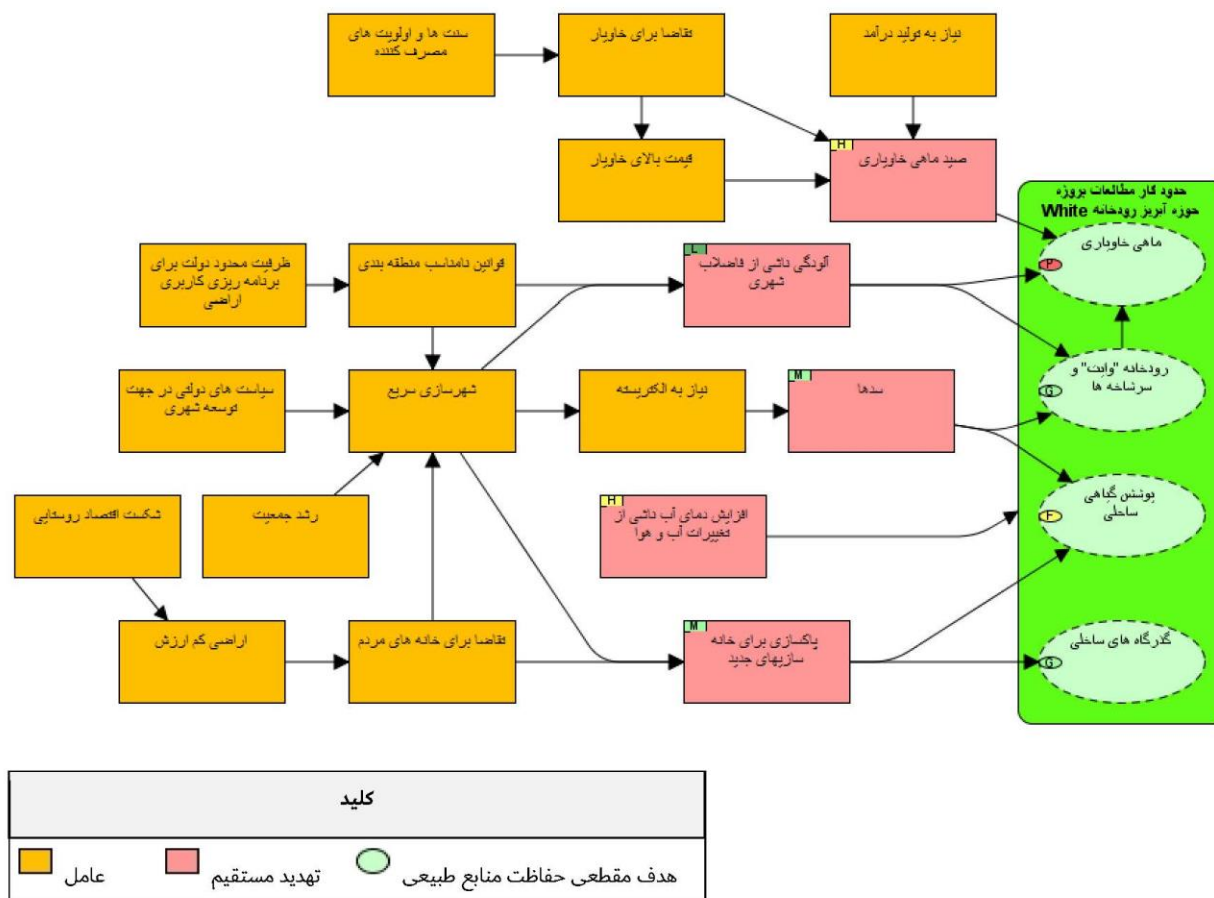 سنت ها و اولویت های
مصرف کننده
تقاضا برای خاویار
نیاز به تولید درآمد
قیمت بالای خاویار
H
صید ماهی خاویاری
حدود کار مطالعات پروژه
حوزه آبریز رودخانه White
ماهی خاویاری
P
ظرفیت محدود دولت برای
برنامه ریزی کاربری
اراضی
قوانین نامناسب منطقه بندی
L
آلودگی ناشی از فاضلاب
شهری
سیاست های دولتی در جهت
توسعه شهری
شهرسازی سریع
نیاز به الکتریسته
M
سدها
رودخانه "وایت" و
سرشاخه ها
G
شکست اقتصاد روستایی
رشد جمعیت
H
افزایش دمای آب ناشی از
تغییرات آب و هوا
پوشش گیاهی
ساحلی
F
اراضی کم ارزش
تقاضا برای خانه های مردم
M
پاکسازی برای خانه
سازیهای جدید
گذرگاه های ساحلی
G
کلید
عامل
تهدید مستقیم
هدف مقطعی حفاظت منابع طبیعی